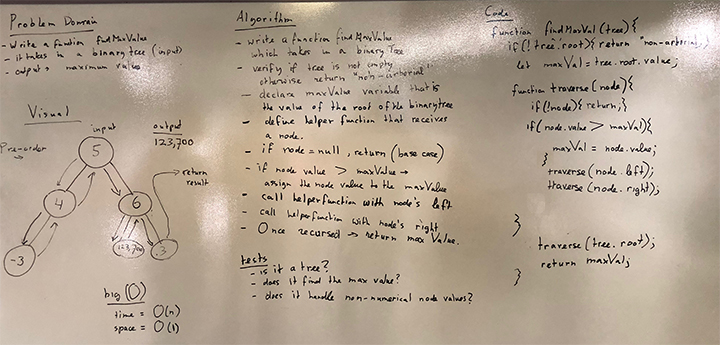 Problem Domain
- Write a function findMaxValue
- it takes in a binary tree (input)
- output → maximum value
Visual
input
output
123,700
Pre-order
5
return
result
4
6
-3
123,700
3
big (O)
time = O(n)
space = O(1)
Algorithm
- write a function findMaxValue
which takes in a binary Tree
- verify if tree is not empty
otherwise return "non-arborial"
- declare maxValue variable that is
the value of the root of the binarytree
- define helper function that receives
a node.
- if node = null, return (base case)
- if node value > maxValue →
assign the node value to the maxValue
- call helperfunction with node's left
- call helperfunction with node's right
- Once recursed → return max Value.
tests
- is it a tree?
- does it find the max value?
- does it handle non-numerical node values?
Code
function findMaxVal (tree) {
if (! tree.root) { return "non-arborial";}
let maxVal = tree.root.value;
function traverse (node) {
if (!node) { return; }
if (node.value > maxVal) {
maxVal = node.value;
}
traverse (node.left);
traverse (node.right);
}
traverse (tree.root);
return maxVal;
}